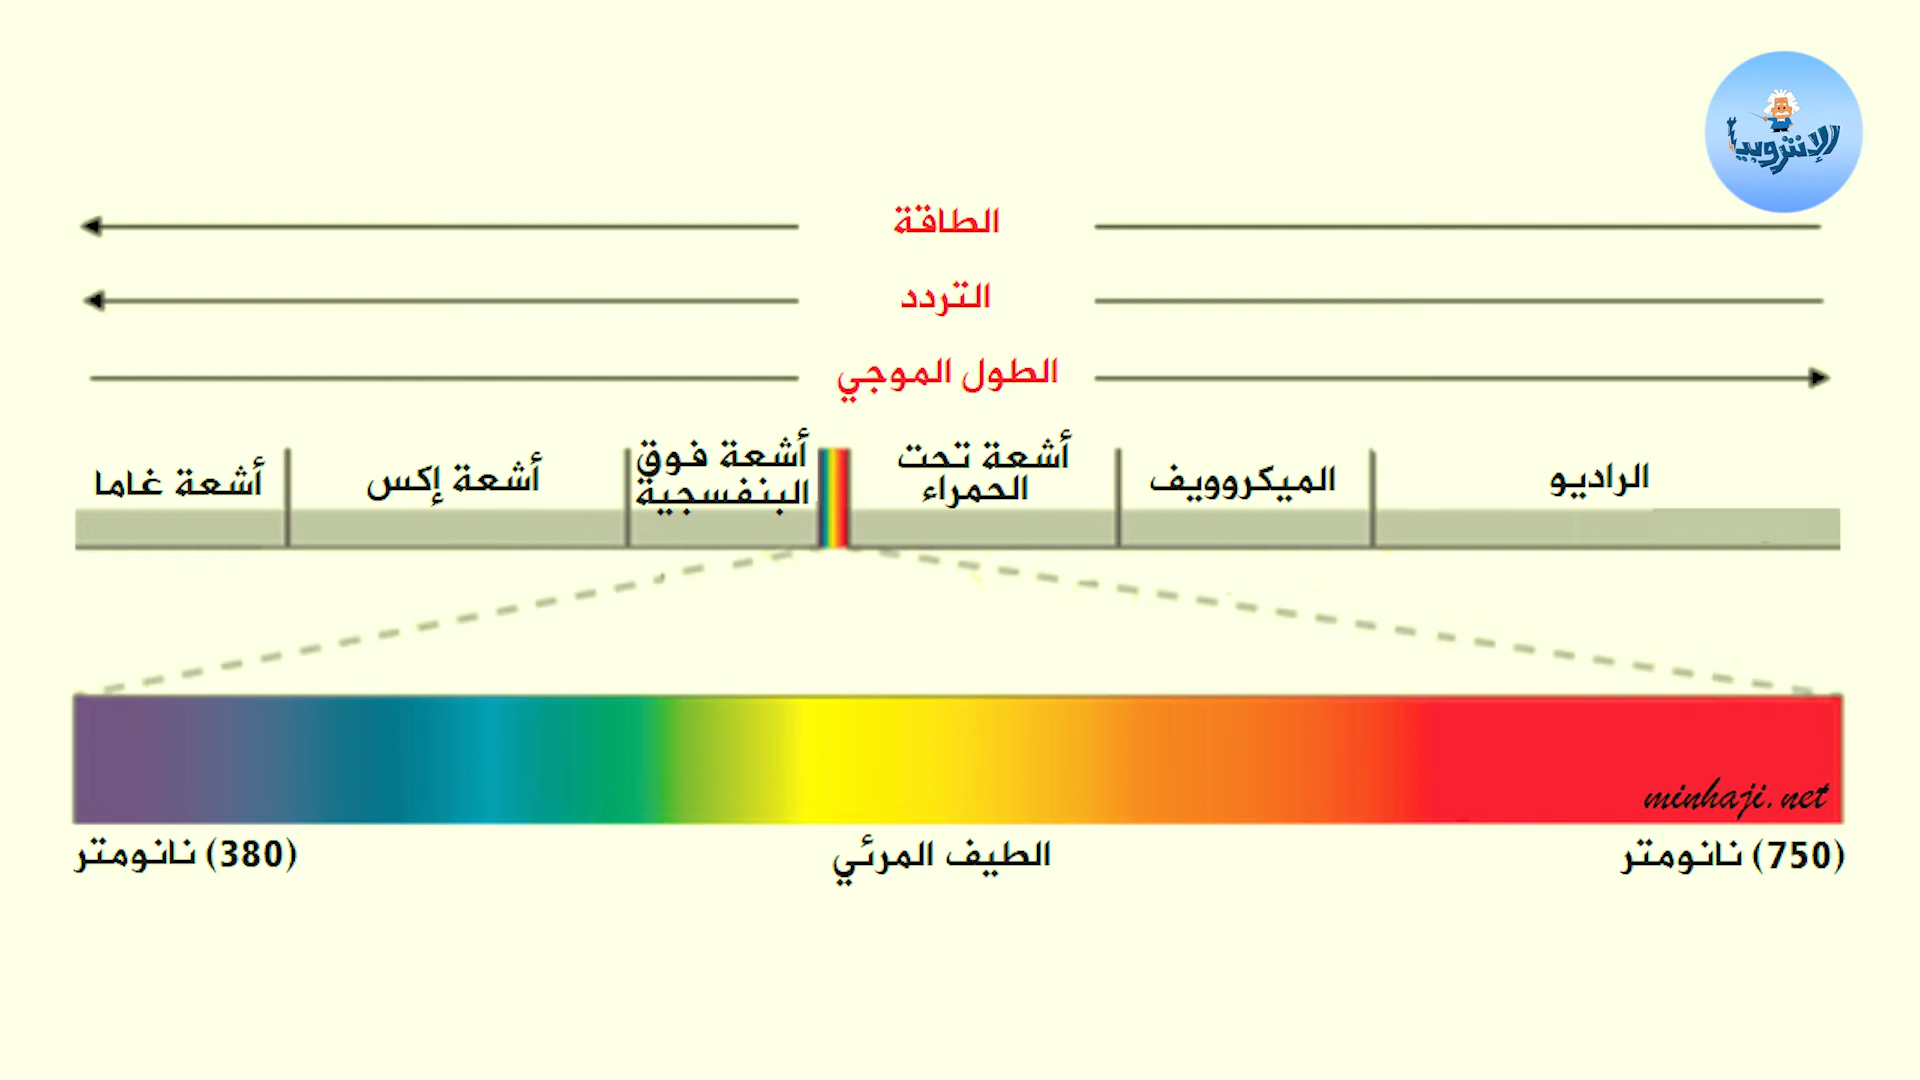 الإنتروبيا
الطاقة
التردد
الطول الموجي
الراديو
الميكروويف
أشعة تحت
الحمراء
أشعة فوق
البنفسجية
أشعة إكس
أشعة غاما
minhaji.net
(750) نانومتر
الطيف المرئي
(380) نانومتر